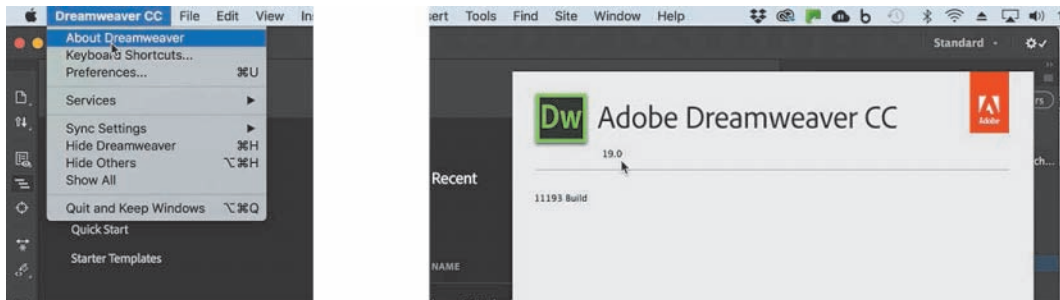 Dreamweaver CC File Edit View In
About Dreamweaver
Keyboard Shortcuts...
Preferences... ⌘U
Services ▶
Sync Settings ▶
Hide Dreamweaver ⌘H
Hide Others ⌥⌘H
Show All
Quit and Keep Windows ⌥⌘Q
Quick Start
Starter Templates
sert Tools Find Site Window Help
Standard
rs
Dw Adobe Dreamweaver CC
Adobe
19.0
ch...
Recent
11193 Build
NAME